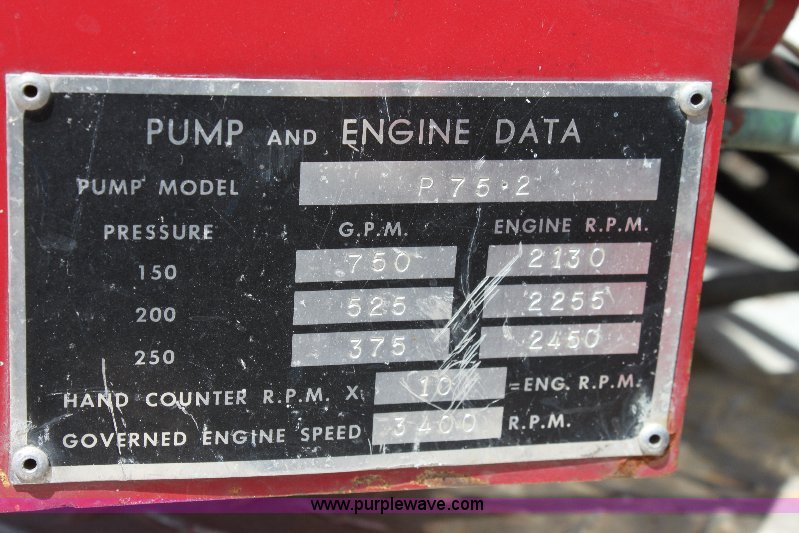 PUMP AND ENGINE DATA
PUMP MODEL P 75-2
PRESSURE G.P.M. ENGINE R.P.M.
150 750 2130
200 525 2255
250 375 2450
HAND COUNTER R.P.M. X 10 =ENG. R.P.M.
GOVERNED ENGINE SPEED 3400 R.P.M.
www.purplewave.com